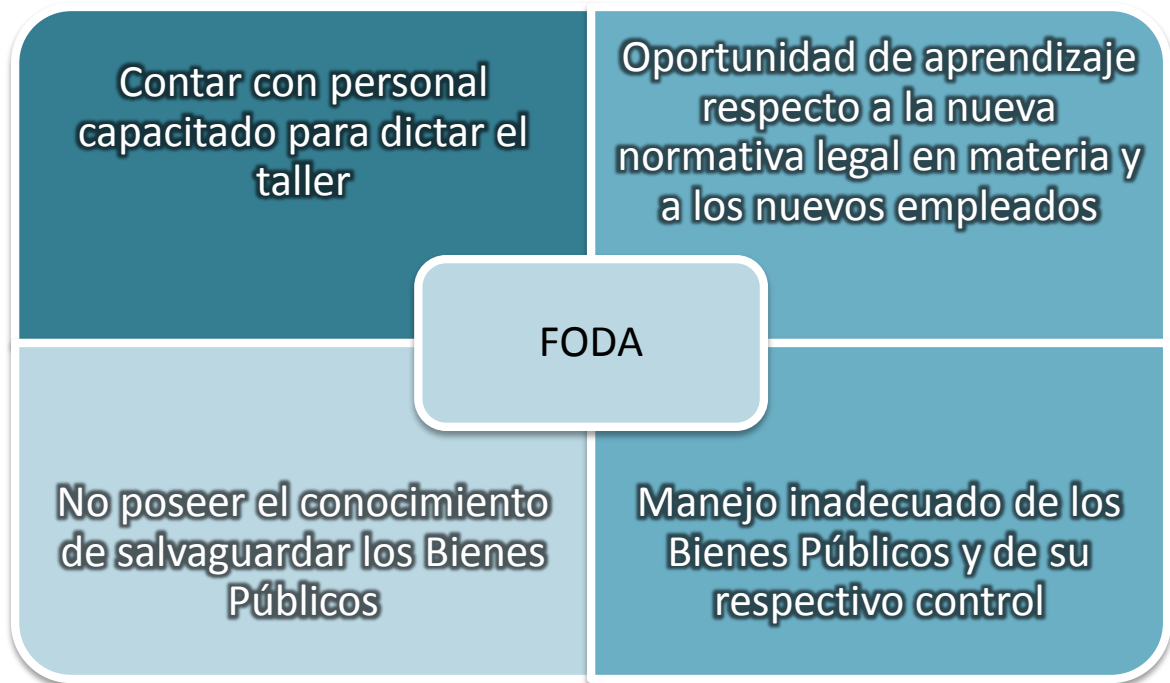 Contar con personal
capacitado para dictar el
taller
Oportunidad de aprendizaje
respecto a la nueva
normativa legal en materia y
a los nuevos empleados
FODA
No poseer el conocimiento
de salvaguardar los Bienes
Públicos
Manejo inadecuado de los
Bienes Públicos y de su
respectivo control